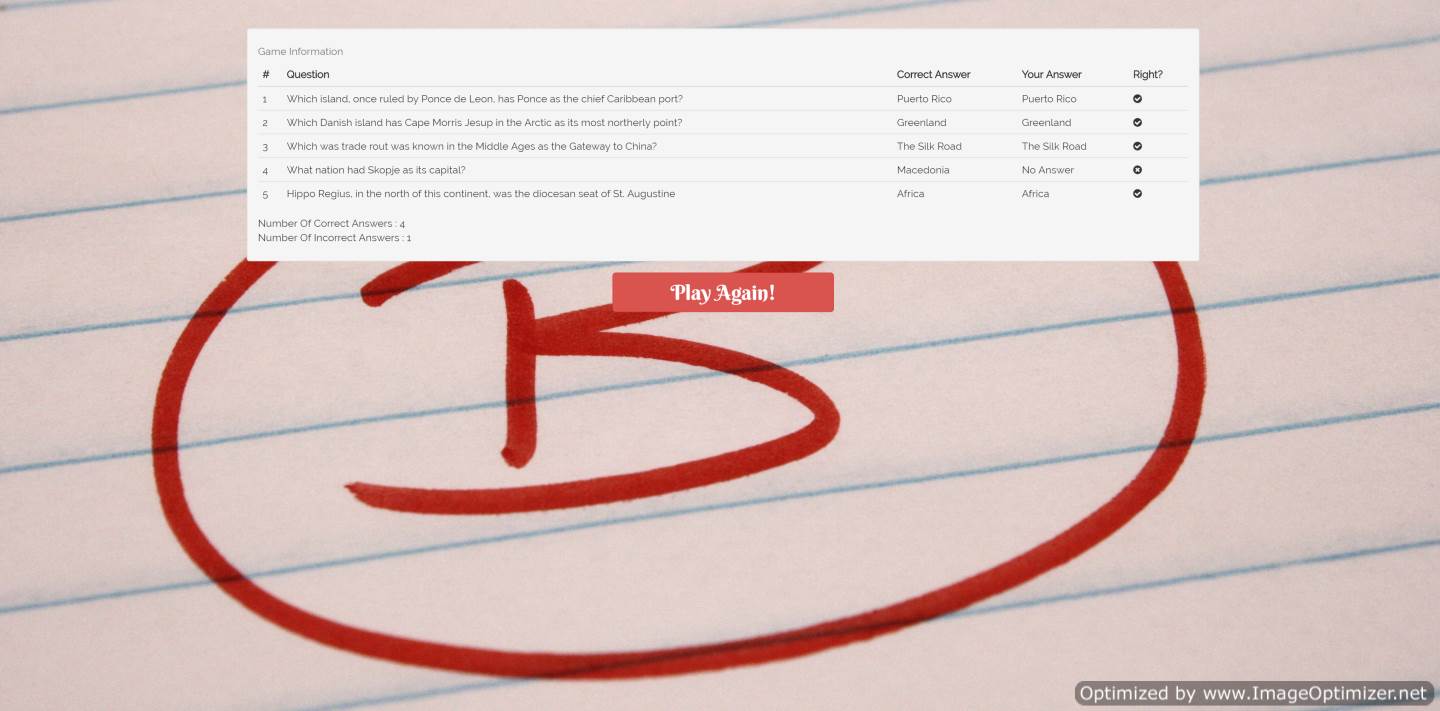 Game Information
# Question Correct Answer Your Answer Right?
1 Which island, once ruled by Ponce de Leon, has Ponce as the chief Caribbean port? Puerto Rico Puerto Rico
2 Which Danish island has Cape Morris Jesup in the Arctic as its most northerly point? Greenland Greenland
3 Which was trade rout was known in the Middle Ages as the Gateway to China? The Silk Road The Silk Road
4 What nation had Skopje as its capital? Macedonia No Answer
5 Hippo Regius, in the north of this continent, was the diocesan seat of St. Augustine Africa Africa
Number Of Correct Answers : 4
Number Of Incorrect Answers : 1
Play Again!
B
Optimized by www.ImageOptimizer.net